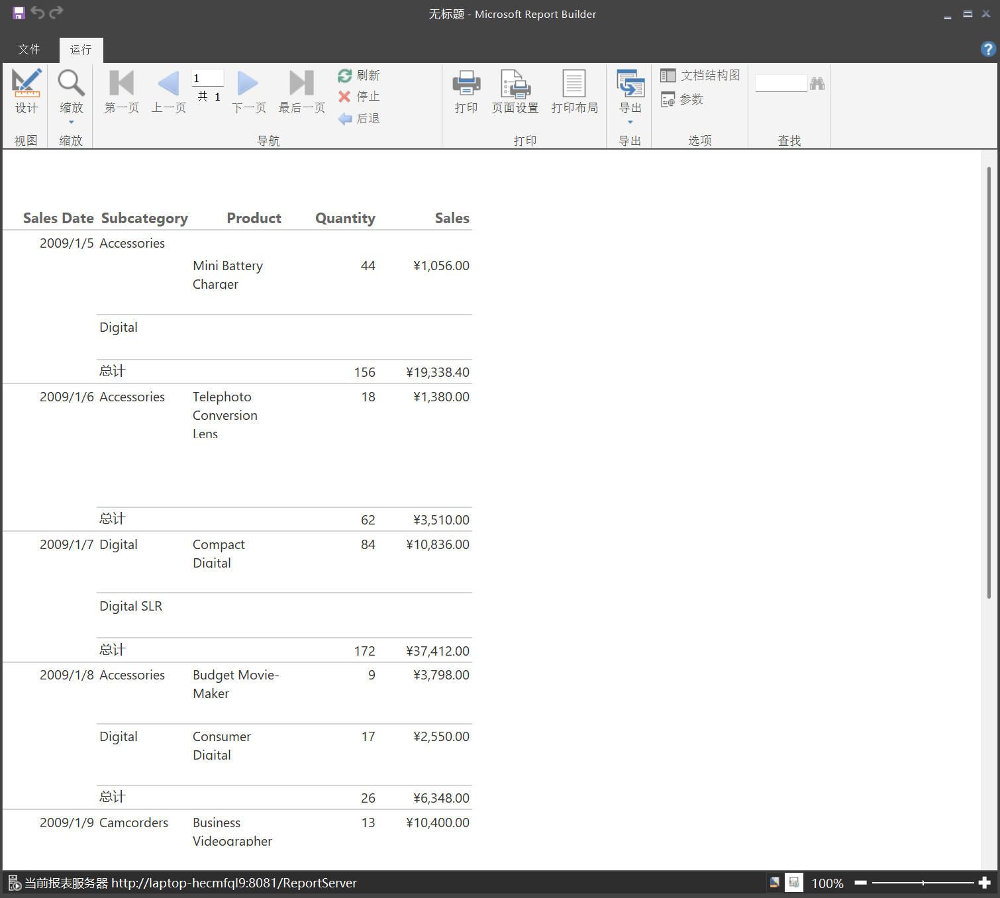 无标题 - Microsoft Report Builder
文件 运行
设计 缩放 第一页 上一页 1 共 1 下一页 最后一页 刷新 停止 后退 打印 页面设置 打印布局 导出 文档结构图 参数
视图 缩放 导航 打印 导出 选项 查找
Sales Date Subcategory Product Quantity Sales
2009/1/5 Accessories
Mini Battery 44 ¥1,056.00
Charger
Digital
总计 156 ¥19,338.40
2009/1/6 Accessories Telephoto 18 ¥1,380.00
Conversion
Lens
总计 62 ¥3,510.00
2009/1/7 Digital Compact 84 ¥10,836.00
Digital
Digital SLR
总计 172 ¥37,412.00
2009/1/8 Accessories Budget Movie- 9 ¥3,798.00
Maker
Digital Consumer 17 ¥2,550.00
Digital
总计 26 ¥6,348.00
2009/1/9 Camcorders Business 13 ¥10,400.00
Videographer
当前报表服务器 http://laptop-hecmfql9:8081/ReportServer 100%